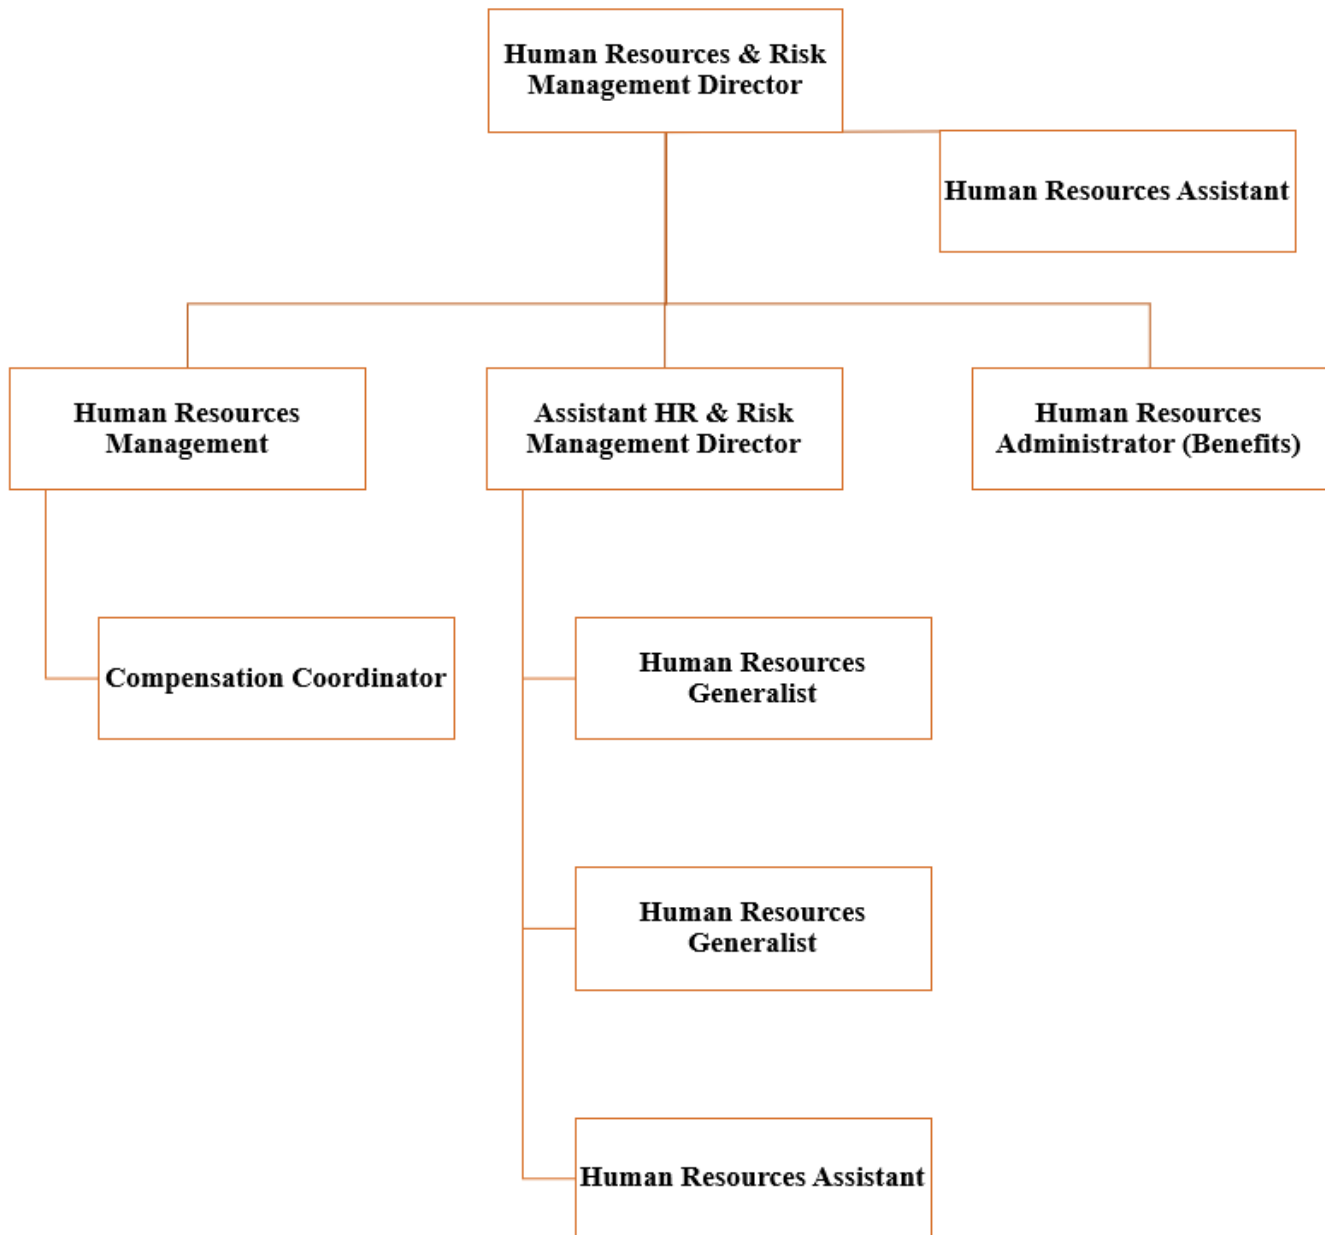 Human Resources & Risk
Management Director
Human Resources Assistant
Human Resources
Management
Assistant HR & Risk
Management Director
Human Resources
Administrator (Benefits)
Compensation Coordinator
Human Resources
Generalist
Human Resources
Generalist
Human Resources Assistant